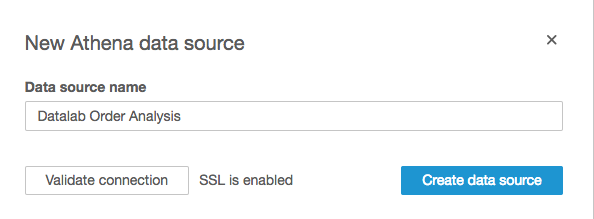 New Athena data source
Data source name
Datalab Order Analysis
Validate connection SSL is enabled Create data source